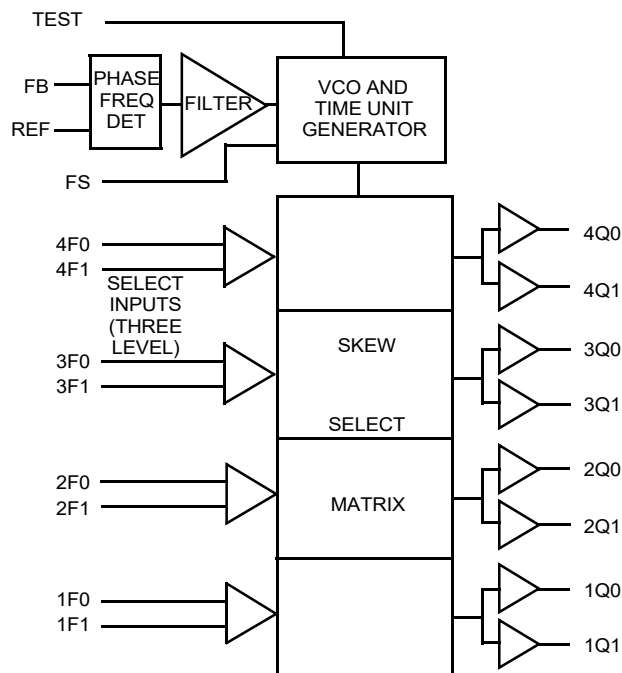 TEST
FB
REF
PHASE
FREQ
DET
FILTER
VCO AND
TIME UNIT
GENERATOR
FS
4F0
4F1
SELECT
INPUTS
(THREE
LEVEL)
3F0
3F1
2F0
2F1
1F0
1F1
SKEW
SELECT
MATRIX
4Q0
4Q1
3Q0
3Q1
2Q0
2Q1
1Q0
1Q1